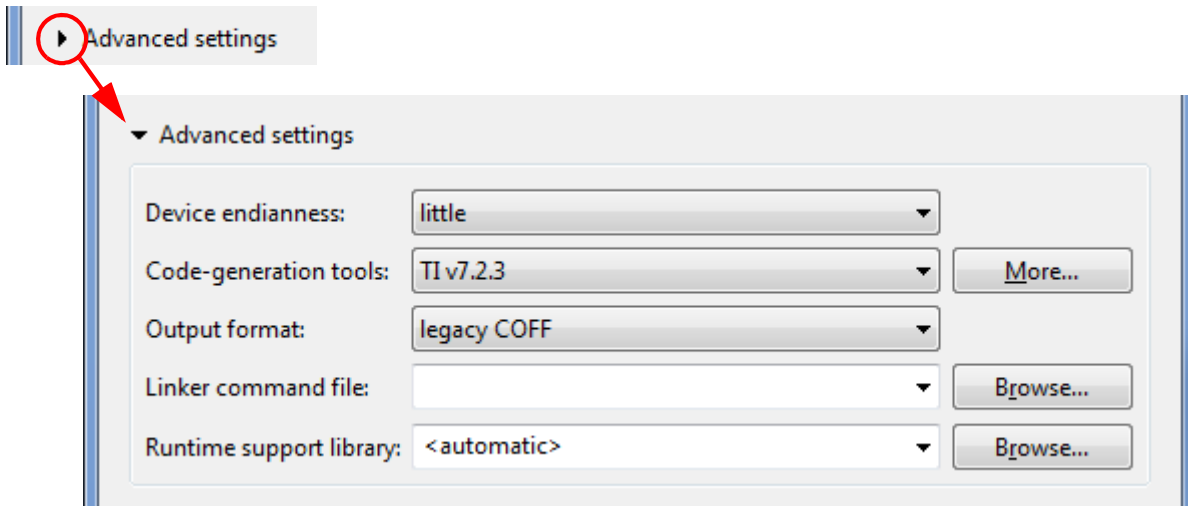 Advanced settings
Advanced settings
Device endianness: little
Code-generation tools: TI v7.2.3 More...
Output format: legacy COFF
Linker command file: Browse...
Runtime support library: <automatic> Browse...